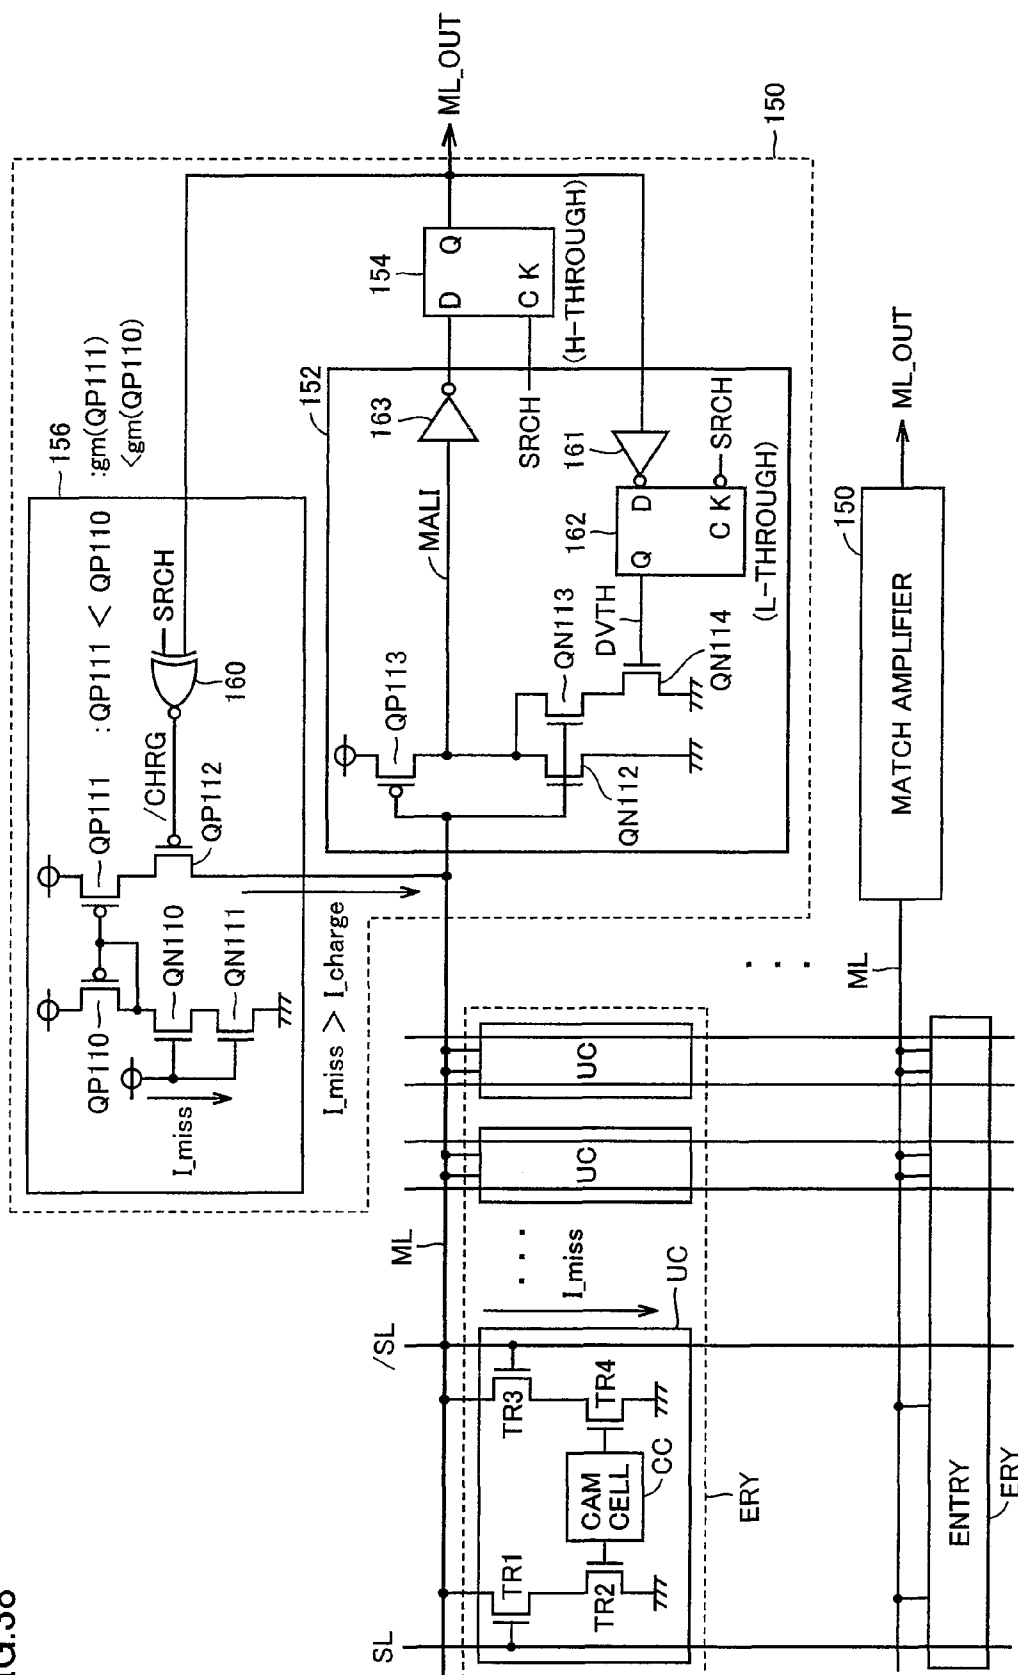 FIG.38
156
:gm(QP111)
<gm(QP110)
:QP111 < QP110
QP111
/CHRG
SRCH
160
QP112
QP110
QN110
QN111
I_miss
I_miss > I_charge
ML_OUT
150
154
D
Q
C K
(H-THROUGH)
152
163
SRCH
MALI
QP113
QN113
QN112
DVTH
QN114
161
162
Q
D
C K
SRCH
(L-THROUGH)
ML
UC
UC
. . .
I_miss
UC
SL
/SL
TR1
TR2
TR3
TR4
CAM
CELL
CC
ERY
. . .
ML
150
MATCH AMPLIFIER
ML_OUT
ENTRY
ERY